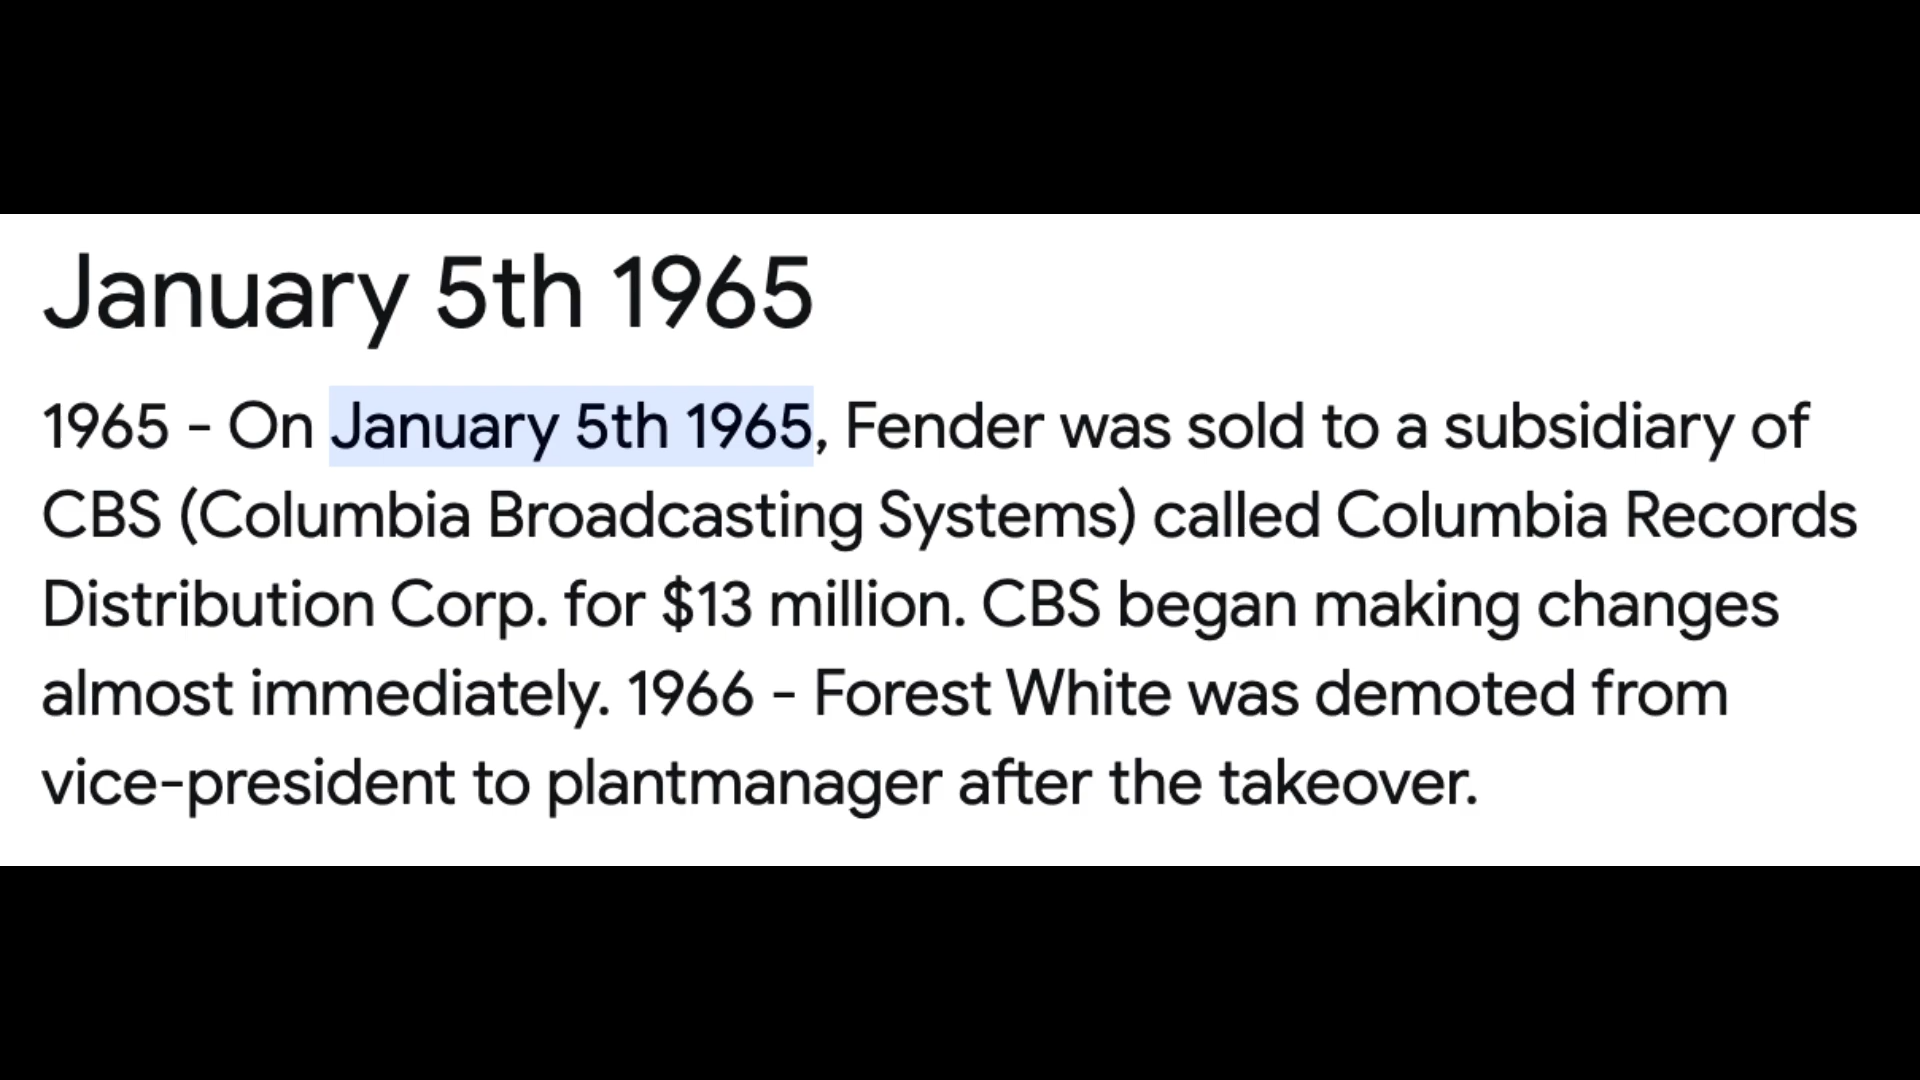 January 5th 1965
1965 - On January 5th 1965, Fender was sold to a subsidiary of
CBS (Columbia Broadcasting Systems) called Columbia Records
Distribution Corp. for $13 million. CBS began making changes
almost immediately. 1966 - Forest White was demoted from
vice-president to plantmanager after the takeover.